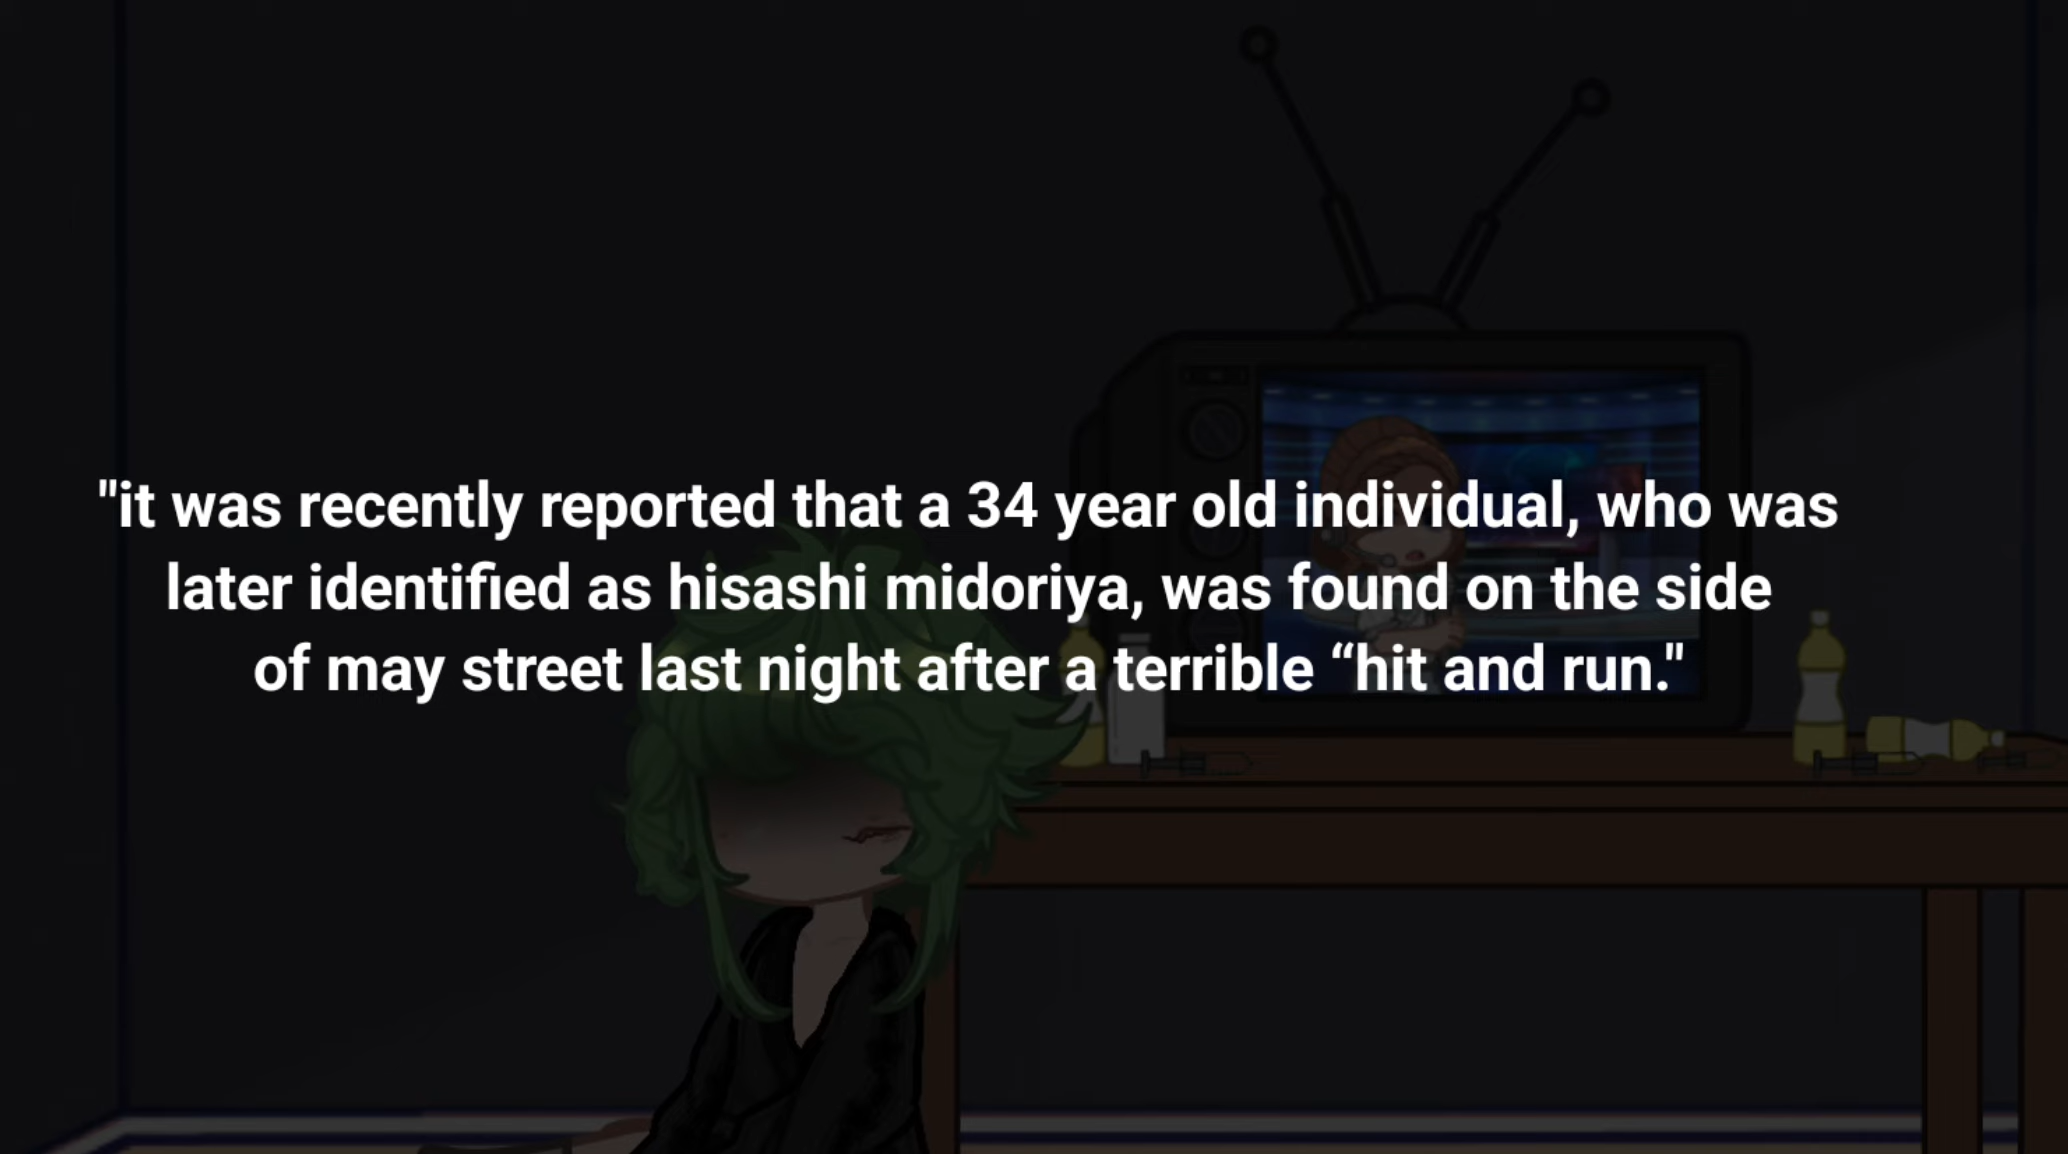 "it was recently reported that a 34 year old individual, who was
later identified as hisashi midoriya, was found on the side
of may street last night after a terrible “hit and run."